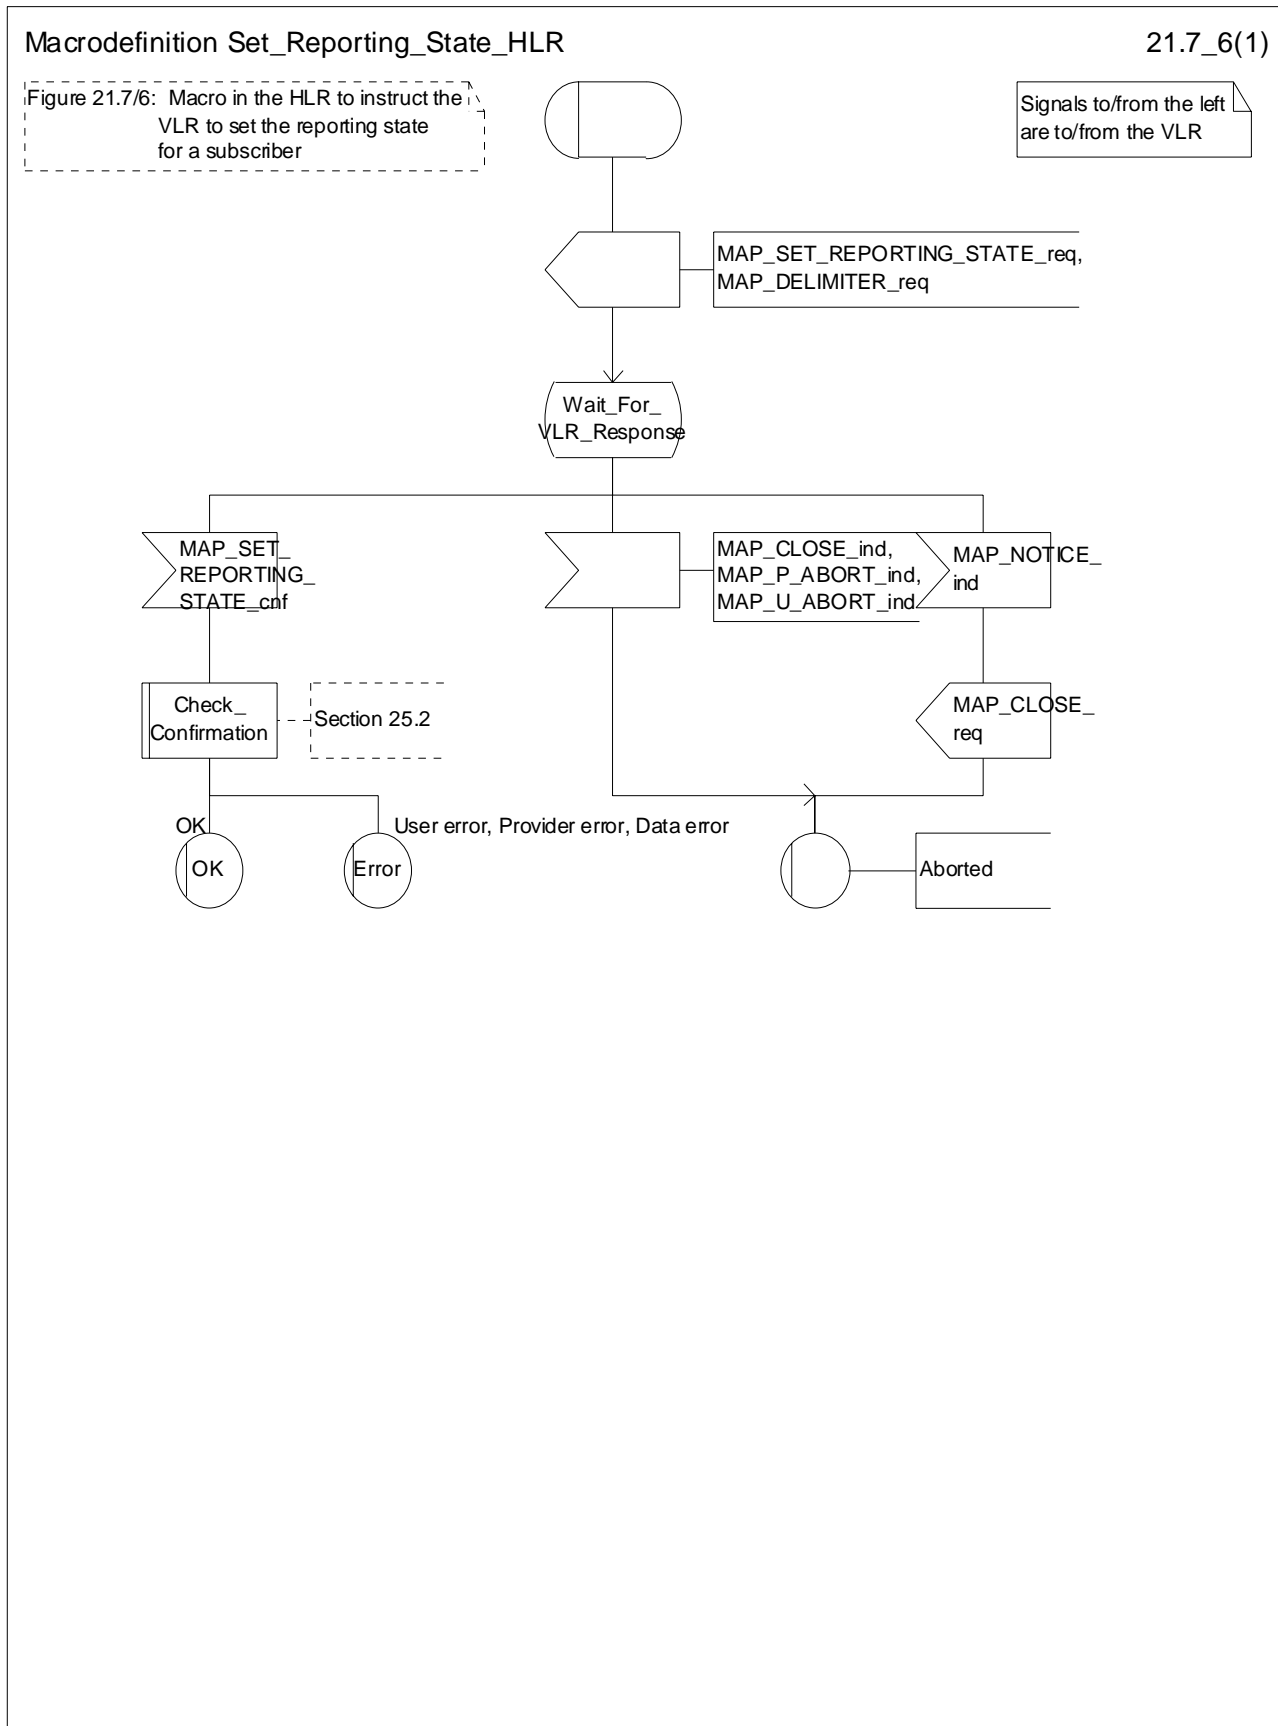 Macrodefinition Set_Reporting_State_HLR
21.7_6(1)
Figure 21.7/6: Macro in the HLR to instruct the
VLR to set the reporting state
for a subscriber
Signals to/from the left
are to/from the VLR
MAP_SET_REPORTING_STATE_req,
MAP_DELIMITER_req
Wait_For_
VLR_Response
MAP_SET_
REPORTING_
STATE_cnf
MAP_CLOSE_ind,
MAP_P_ABORT_ind,
MAP_U_ABORT_ind
MAP_NOTICE_
ind
Check_
Confirmation
Section 25.2
MAP_CLOSE_
req
OK
User error, Provider error, Data error
OK
Error
Aborted